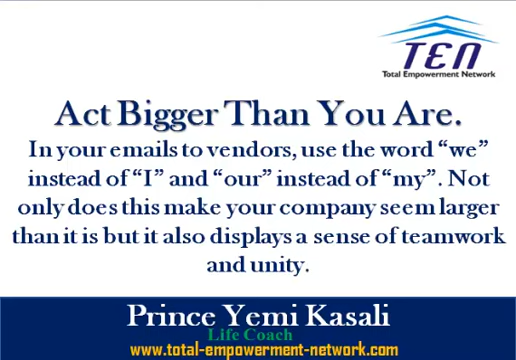 TEN
Total Empowerment Network
Act Bigger Than You Are.
In your emails to vendors, use the word “we”
instead of “I” and “our” instead of “my”. Not
only does this make your company seem larger
than it is but it also displays a sense of teamwork
and unity.
Prince Yemi Kasali
Life Coach
www.total-empowerment-network.com